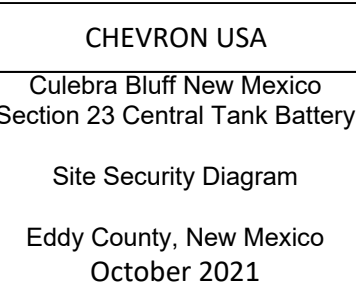 CHEVRON USA
Culebra Bluff New Mexico
Section 23 Central Tank Battery
Site Security Diagram
Eddy County, New Mexico
October 2021